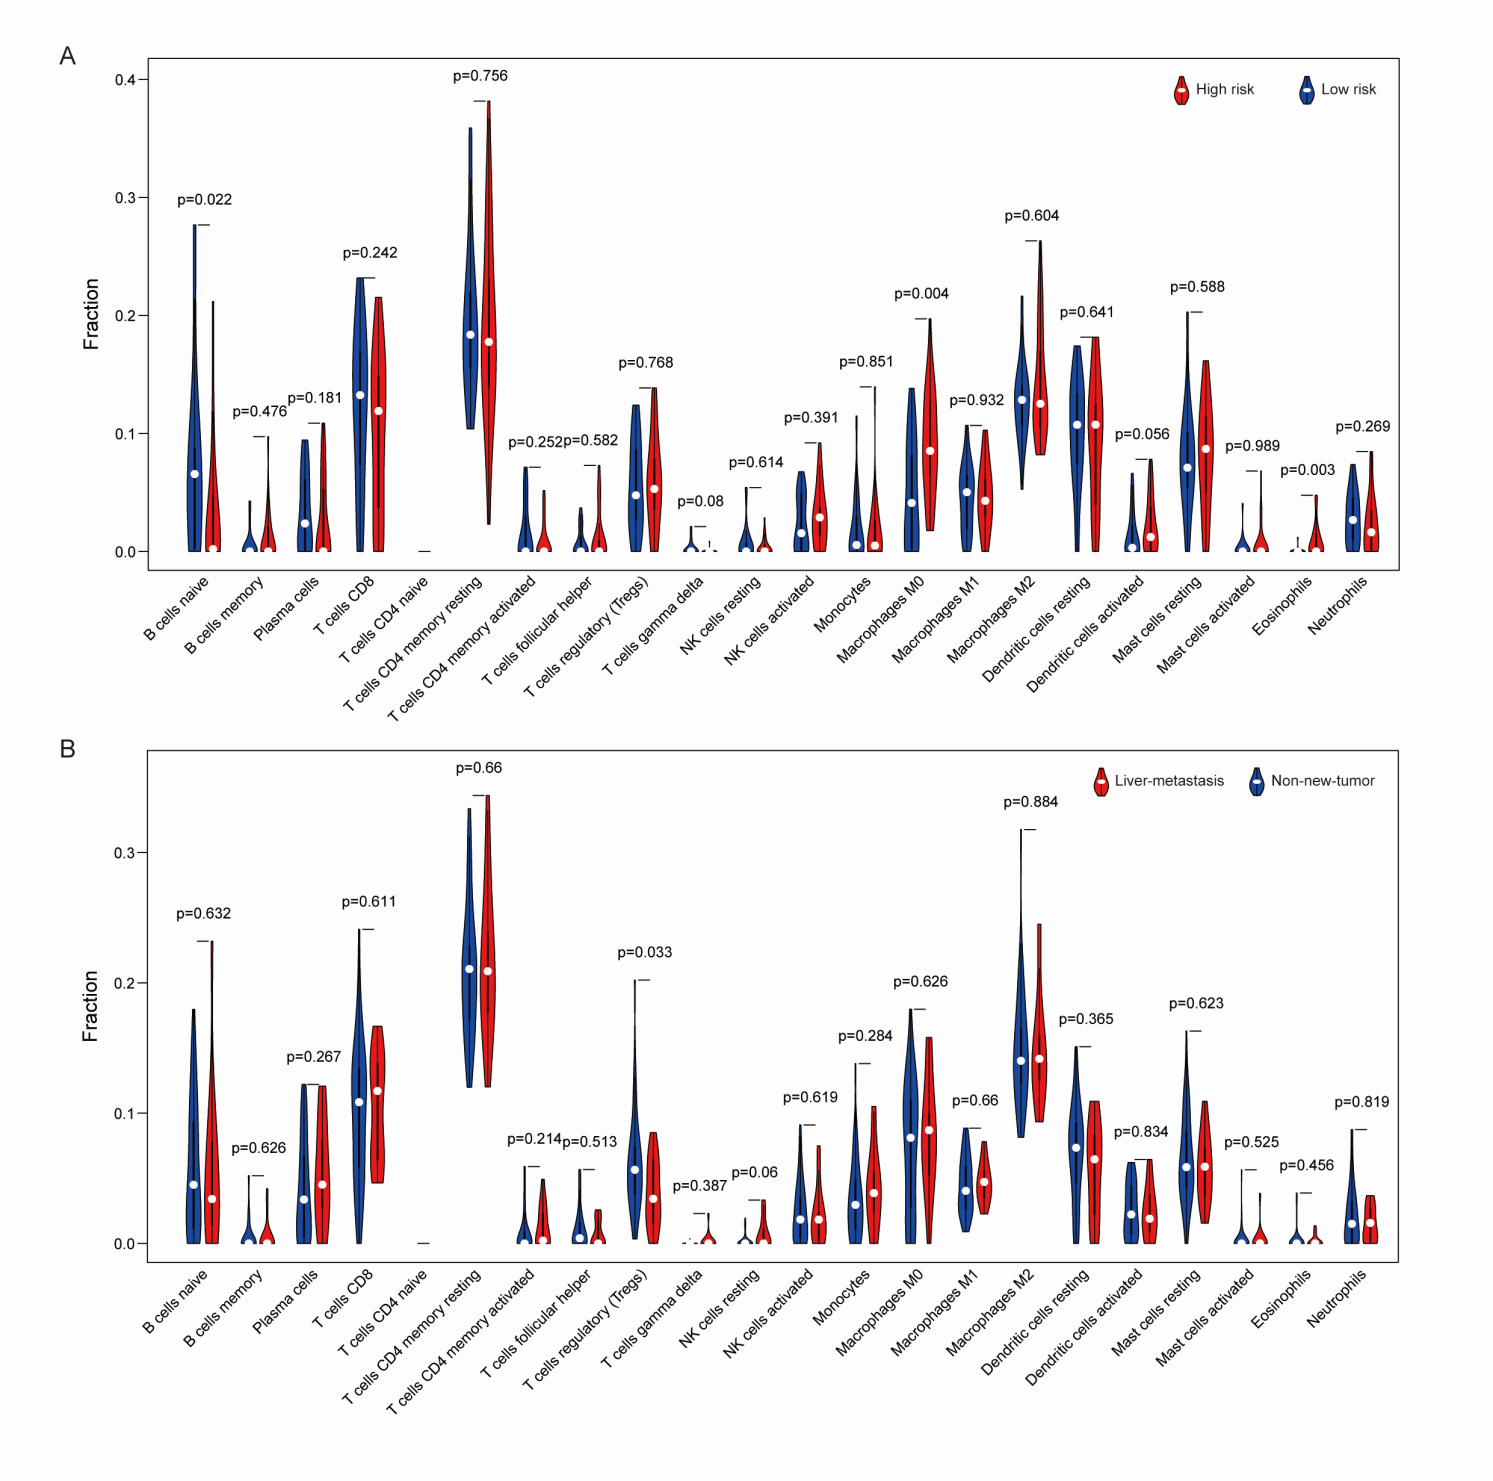 A
High risk
Low risk
Fraction
0.4
0.3
0.2
0.1
0.0
p=0.022
p=0.476
p=0.181
p=0.242
p=0.756
p=0.252
p=0.582
p=0.768
p=0.08
p=0.614
p=0.391
p=0.851
p=0.004
p=0.932
p=0.604
p=0.641
p=0.056
p=0.588
p=0.989
p=0.003
p=0.269
B cells naive
B cells memory
Plasma cells
T cells CD8
T cells CD4 naive
T cells CD4 memory resting
T cells CD4 memory activated
T cells follicular helper
T cells regulatory (Tregs)
T cells gamma delta
NK cells resting
NK cells activated
Monocytes
Macrophages M0
Macrophages M1
Macrophages M2
Dendritic cells resting
Dendritic cells activated
Mast cells resting
Mast cells activated
Eosinophils
Neutrophils
B
Liver-metastasis
Non-new-tumor
Fraction
0.3
0.2
0.1
0.0
p=0.632
p=0.626
p=0.267
p=0.611
p=0.66
p=0.214
p=0.513
p=0.033
p=0.387
p=0.06
p=0.619
p=0.284
p=0.626
p=0.66
p=0.884
p=0.365
p=0.834
p=0.623
p=0.525
p=0.456
p=0.819
B cells naive
B cells memory
Plasma cells
T cells CD8
T cells CD4 naive
T cells CD4 memory resting
T cells CD4 memory activated
T cells follicular helper
T cells regulatory (Tregs)
T cells gamma delta
NK cells resting
NK cells activated
Monocytes
Macrophages M0
Macrophages M1
Macrophages M2
Dendritic cells resting
Dendritic cells activated
Mast cells resting
Mast cells activated
Eosinophils
Neutrophils